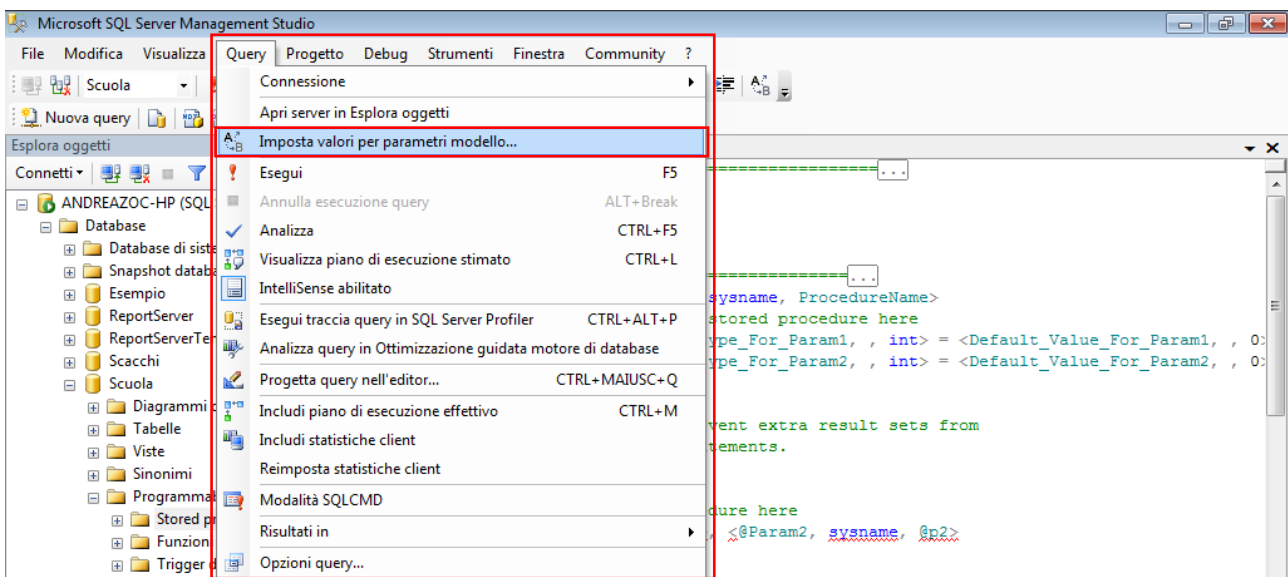 Microsoft SQL Server Management Studio
File Modifica Visualizza Query Progetto Debug Strumenti Finestra Community ?
Scuola
Nuova query
Esplora oggetti
Connetti
ANDREAZOC-HP (SQL
Database
Database di siste
Snapshot databa
Esempio
ReportServer
ReportServerTe
Scacchi
Scuola
Diagrammi
Tabelle
Viste
Sinonimi
Programmab
Stored pr
Funzion
Trigger d
Connessione
Apri server in Esplora oggetti
Imposta valori per parametri modello...
Esegui F5
Annulla esecuzione query ALT+Break
Analizza CTRL+F5
Visualizza piano di esecuzione stimato CTRL+L
IntelliSense abilitato
Esegui traccia query in SQL Server Profiler CTRL+ALT+P
Analizza query in Ottimizzazione guidata motore di database
Progetta query nell'editor... CTRL+MAIUSC+Q
Includi piano di esecuzione effettivo CTRL+M
Includi statistiche client
Reimposta statistiche client
Modalità SQLCMD
Risultati in
Opzioni query...
===================...
================...
sysname, ProcedureName>
stored procedure here
ype_For_Param1, , int> = <Default_Value_For_Param1, , 0>
ype_For_Param2, , int> = <Default_Value_For_Param2, , 0>
vent extra result sets from
tements.
dure here
, <@Param2, sysname, @p2>